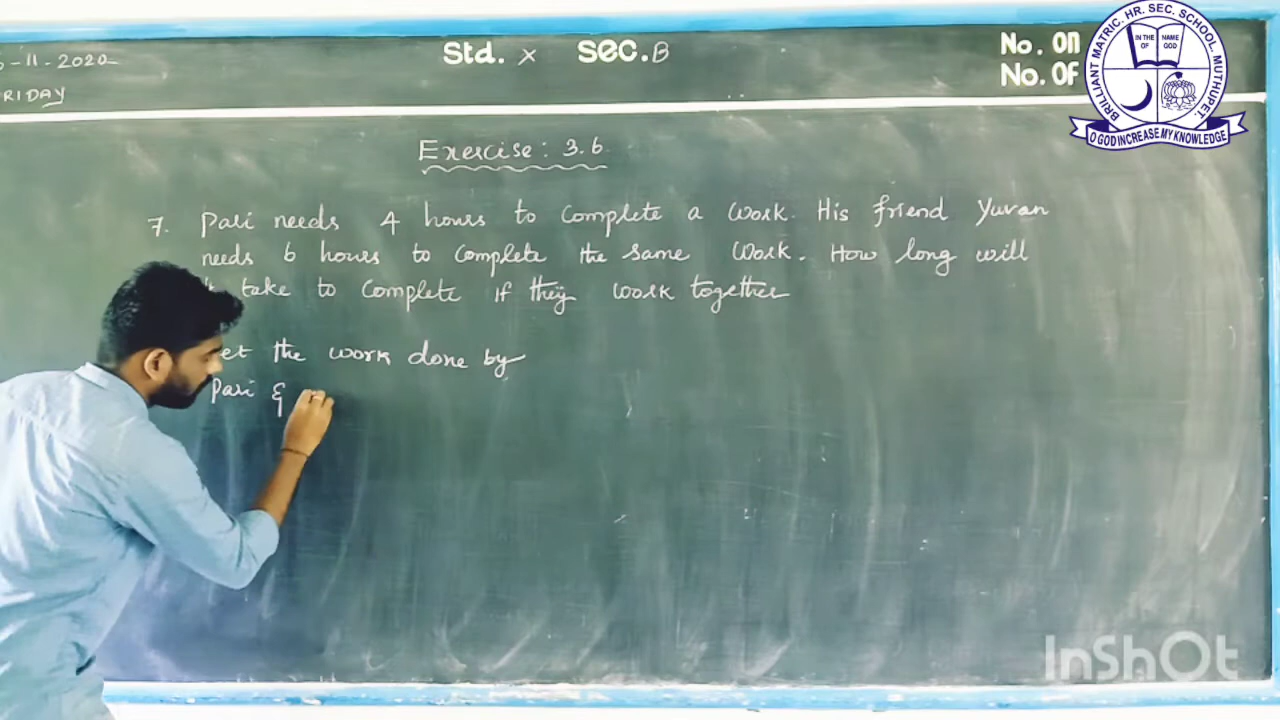 -11-2020
Std. x Sec. B
No. on
No. of
RIDAY
BRILLIANT MATRIC. HR. SEC. SCHOOL. MUTHUPET.
IN THE NAME
OF GOD
O GOD INCREASE MY KNOWLEDGE
Exercise: 3.6
7. Pari needs 4 hours to Complete a work. His friend Yuvan
needs 6 hours to complete the same work. How long will
take to complete if they work together
et the work done by
Pari &
InShOt